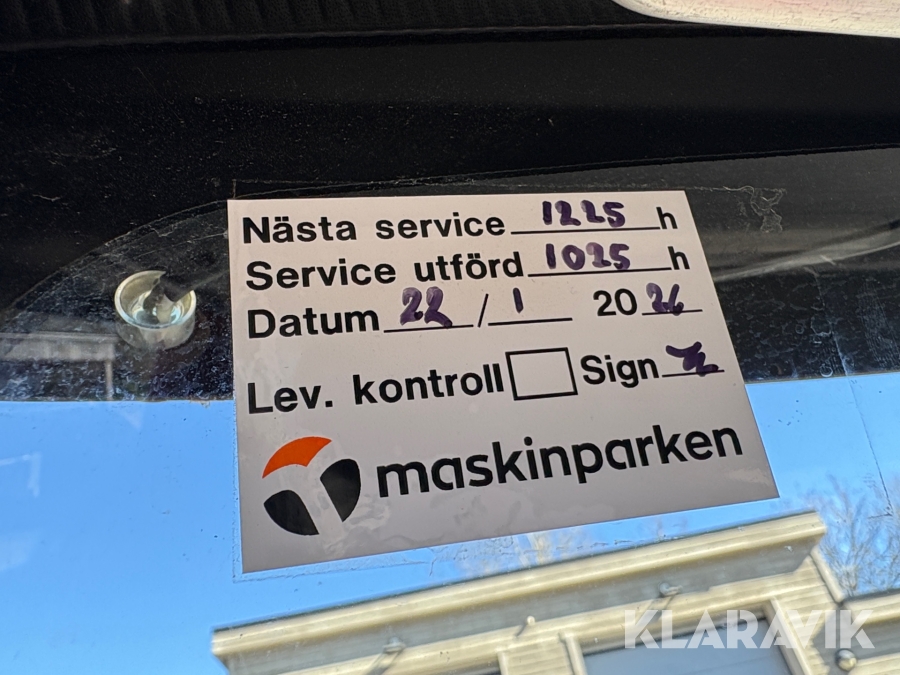 Nästa service 1225 h
Service utförd 1025 h
Datum 22 / 1 2026
Lev. kontroll Sign
maskinparken
KLARAVIK